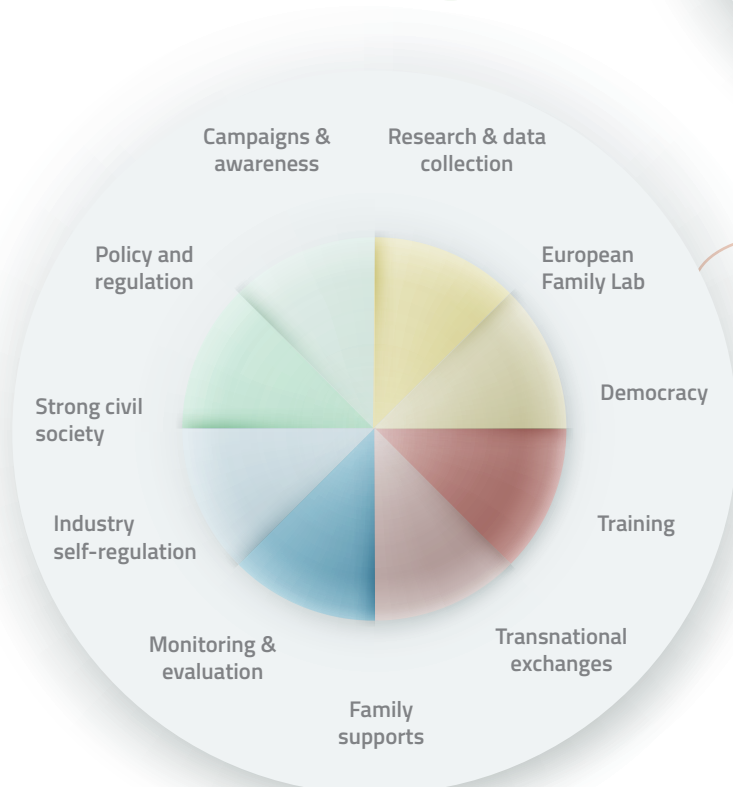 Campaigns &
awareness
Research & data
collection
Policy and
regulation
European
Family Lab
Strong civil
society
Democracy
Industry
self-regulation
Training
Monitoring &
evaluation
Transnational
exchanges
Family
supports